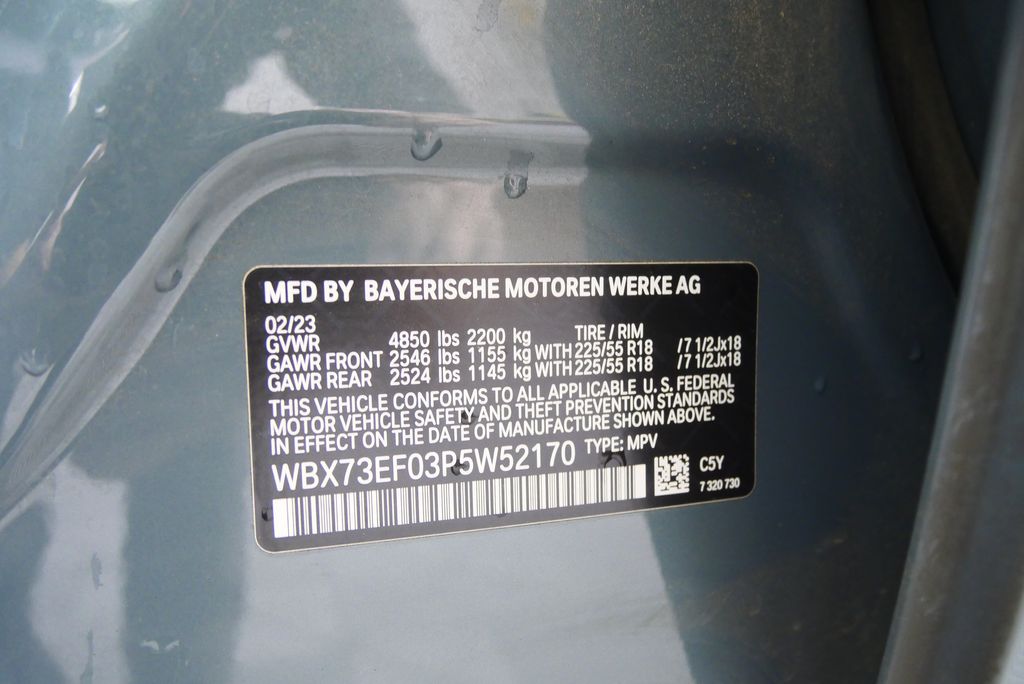 MFD BY BAYERISCHE MOTOREN WERKE AG
02/23 TIRE / RIM
GVWR 4850 lbs 2200 kg
GAWR FRONT 2546 lbs 1155 kg WITH 225/55 R18 /7 1/2Jx18
GAWR REAR 2524 lbs 1145 kg WITH 225/55 R18 /7 1/2Jx18
THIS VEHICLE CONFORMS TO ALL APPLICABLE U. S. FEDERAL
MOTOR VEHICLE SAFETY AND THEFT PREVENTION STANDARDS
IN EFFECT ON THE DATE OF MANUFACTURE SHOWN ABOVE.
WBX73EF03P5W52170 TYPE: MPV
C5Y
7 320 730